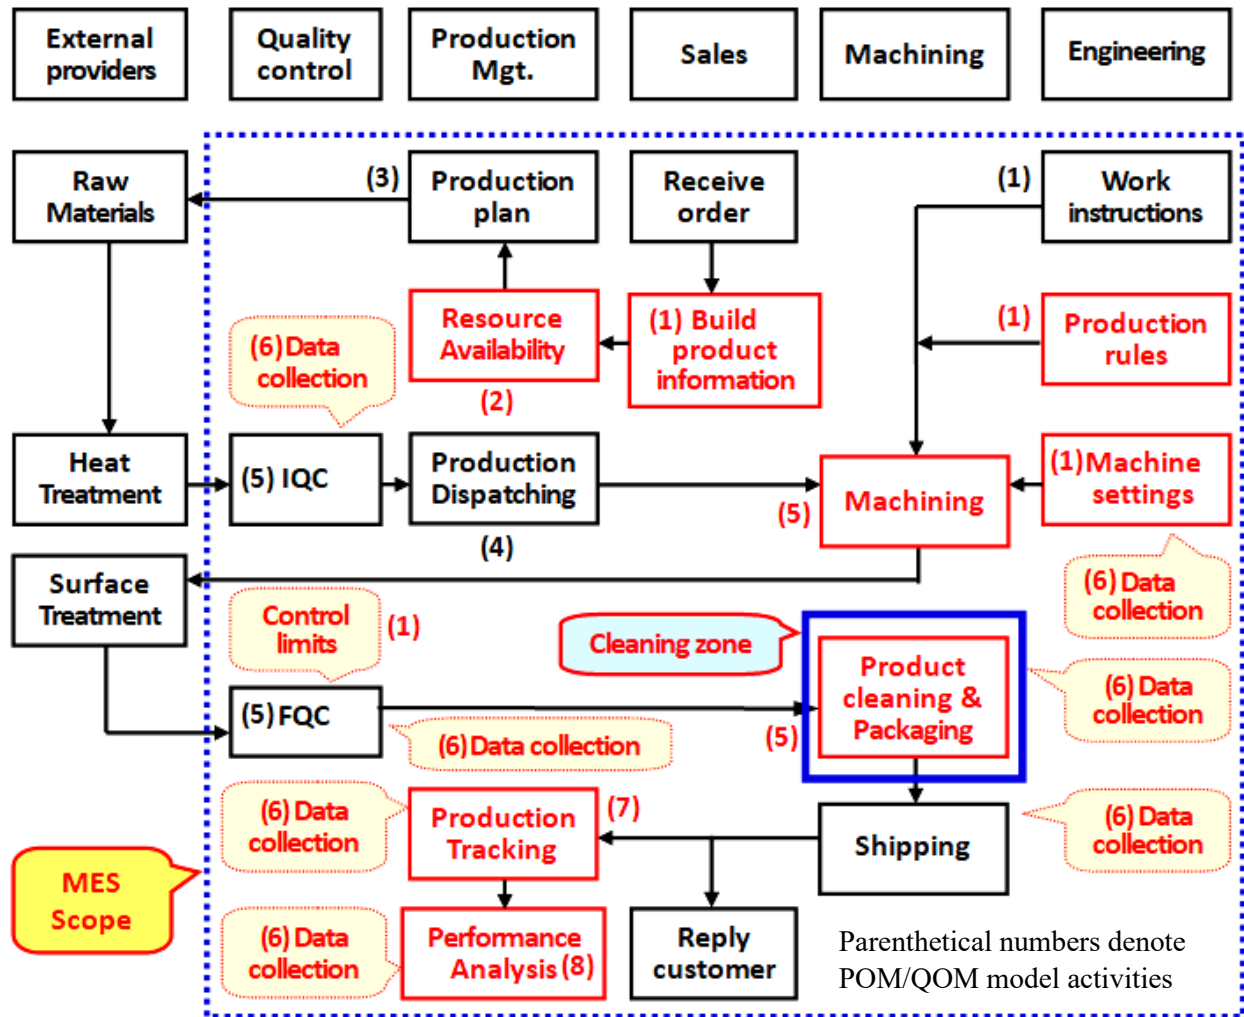 External
providers
Quality
control
Production
Mgt.
Sales
Machining
Engineering
Raw
Materials
(3)
Production
plan
Receive
order
(1)
Work
instructions
(6) Data
collection
Resource
Availability
(2)
(1) Build
product
information
(1)
Production
rules
Heat
Treatment
(5) IQC
Production
Dispatching
(4)
(5)
Machining
(1) Machine
settings
Surface
Treatment
Control
limits
(1)
Cleaning zone
(6) Data
collection
(5) FQC
(6) Data collection
(5)
Product
cleaning &
Packaging
(6) Data
collection
(6) Data
collection
Production
Tracking
(7)
Shipping
(6) Data
collection
MES
Scope
(6) Data
collection
Performance
Analysis (8)
Reply
customer
Parenthetical numbers denote
POM/QOM model activities